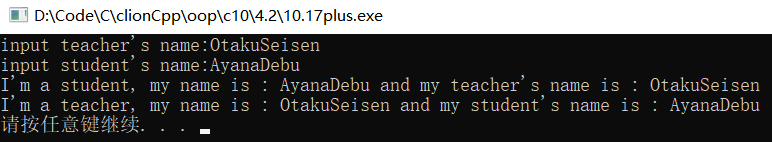 D:\Code\C\clionCpp\oop\c10\4.2\10.17plus.exe
input teacher's name:OtakuSeisen
input student's name:AyanaDebu
I'm a student, my name is : AyanaDebu and my teacher's name is : OtakuSeisen
I'm a teacher, my name is : OtakuSeisen and my student's name is : AyanaDebu
请按任意键继续. . .